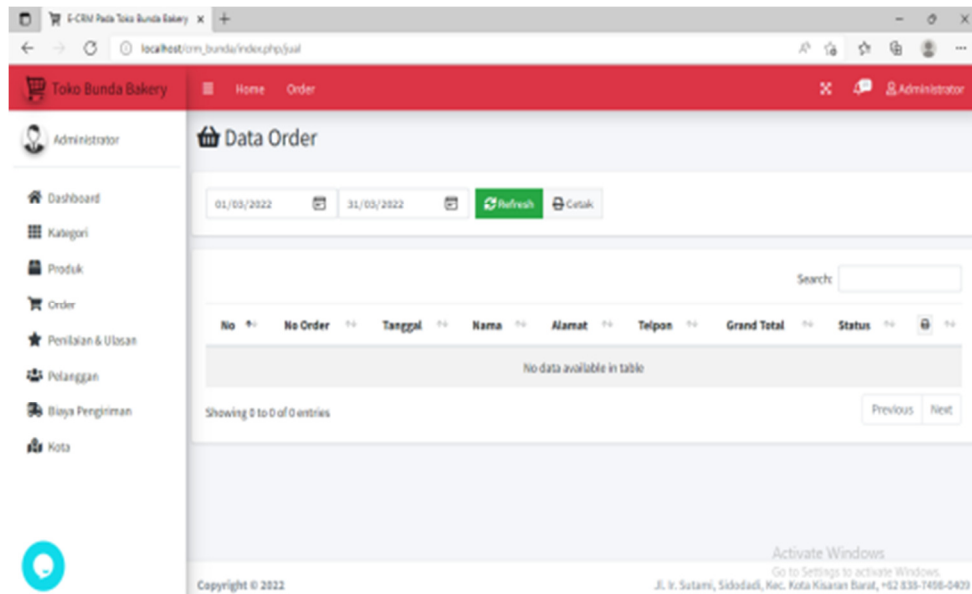 E-CRM Pada Toko Bunda Bakery
localhost/crm_bunda/index.php/jual
Toko Bunda Bakery
Home Order
Administrator
Administrator
Data Order
Dashboard
Kategori
Produk
Order
Penilaian & Ulasan
Pelanggan
Biaya Pengiriman
Kota
01/03/2022 31/03/2022 Refresh Cetak
Search:
No No Order Tanggal Nama Alamat Telpon Grand Total Status
No data available in table
Showing 0 to 0 of 0 entries
Previous Next
Activate Windows
Go to Settings to activate Windows.
Copyright © 2022
Jl. Ir. Sutami, Sidodadi, Kec. Kota Kisaran Barat, +62 838-7498-0409